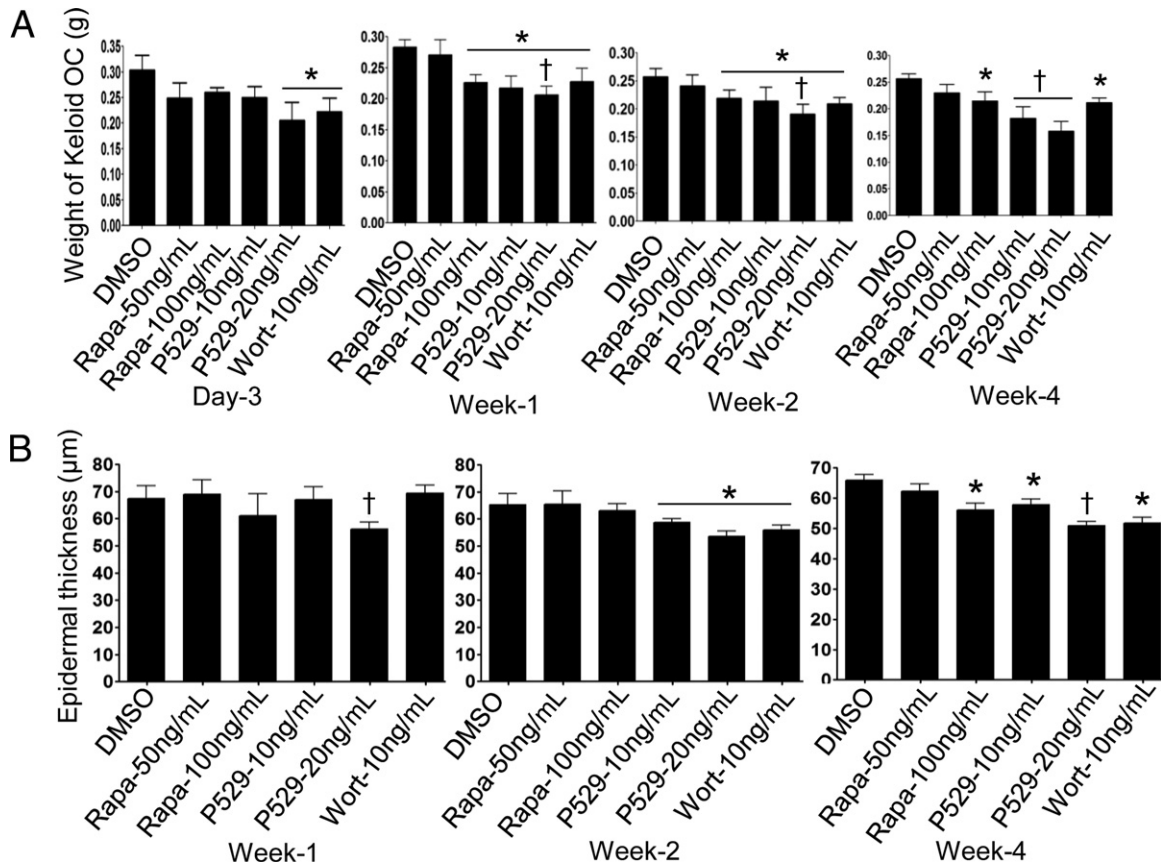 A
Weight of Keloid OC (g)
0.35
0.30
0.25
0.20
0.15
0.10
0.05
0.00
*
DMSO
Rapa-50ng/mL
Rapa-100ng/mL
P529-10ng/mL
P529-20ng/mL
Wort-10ng/mL
Day-3
0.30
0.25
0.20
0.15
0.10
0.05
0.00
*
†
DMSO
Rapa-50ng/mL
Rapa-100ng/mL
P529-10ng/mL
P529-20ng/mL
Wort-10ng/mL
Week-1
0.30
0.25
0.20
0.15
0.10
0.05
0.00
*
†
DMSO
Rapa-50ng/mL
Rapa-100ng/mL
P529-10ng/mL
P529-20ng/mL
Wort-10ng/mL
Week-2
0.30
0.25
0.20
0.15
0.10
0.05
0.00
* † *
DMSO
Rapa-50ng/mL
Rapa-100ng/mL
P529-10ng/mL
P529-20ng/mL
Wort-10ng/mL
Week-4
B
Epidermal thickness (µm)
80
70
60
50
40
30
20
10
0
†
DMSO
Rapa-50ng/mL
Rapa-100ng/mL
P529-10ng/mL
P529-20ng/mL
Wort-10ng/mL
Week-1
80
70
60
50
40
30
20
10
0
*
DMSO
Rapa-50ng/mL
Rapa-100ng/mL
P529-10ng/mL
P529-20ng/mL
Wort-10ng/mL
Week-2
70
60
50
40
30
20
10
0
* * † *
DMSO
Rapa-50ng/mL
Rapa-100ng/mL
P529-10ng/mL
P529-20ng/mL
Wort-10ng/mL
Week-4